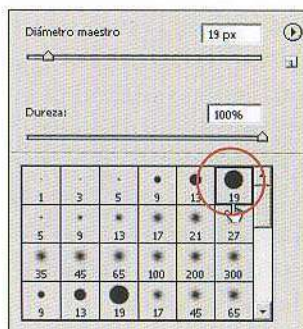 Diámetro maestro 19 px
Dureza: 100%
1 3 5 9 13 19
5 9 13 17 21 27
35 45 65 100 200 300
9 13 19 17 45 65